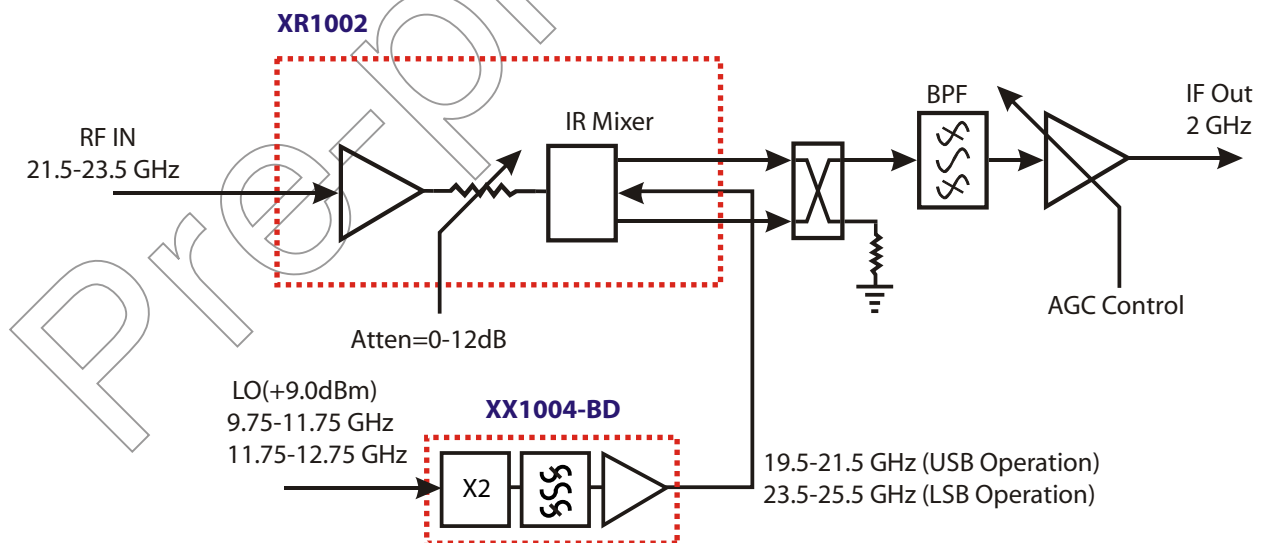 XR1002
RF IN
21.5-23.5 GHz
IR Mixer
BPF
IF Out
2 GHz
Atten=0-12dB
AGC Control
LO(+9.0dBm)
9.75-11.75 GHz
11.75-12.75 GHz
XX1004-BD
X2
19.5-21.5 GHz (USB Operation)
23.5-25.5 GHz (LSB Operation)